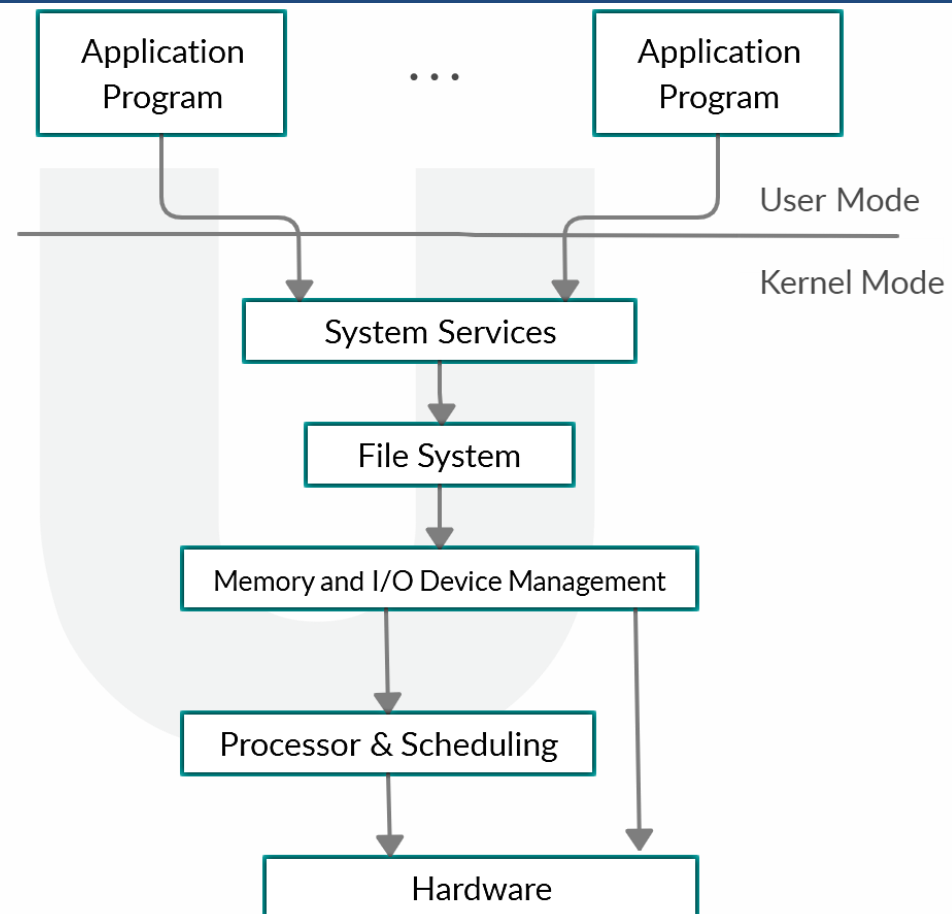 Application
Program
...
Application
Program
User Mode
Kernel Mode
System Services
File System
Memory and I/O Device Management
Processor & Scheduling
Hardware